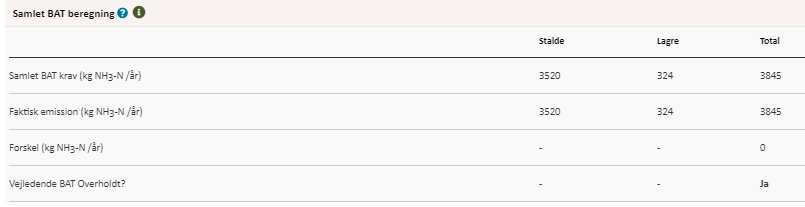 Samlet BAT beregning ? i
Stalde Lagre Total
Samlet BAT krav (kg NH3-N /år) 3520 324 3845
Faktisk emission (kg NH3-N /år) 3520 324 3845
Forskel (kg NH3-N /år) - - 0
Vejledende BAT Overholdt? - - Ja